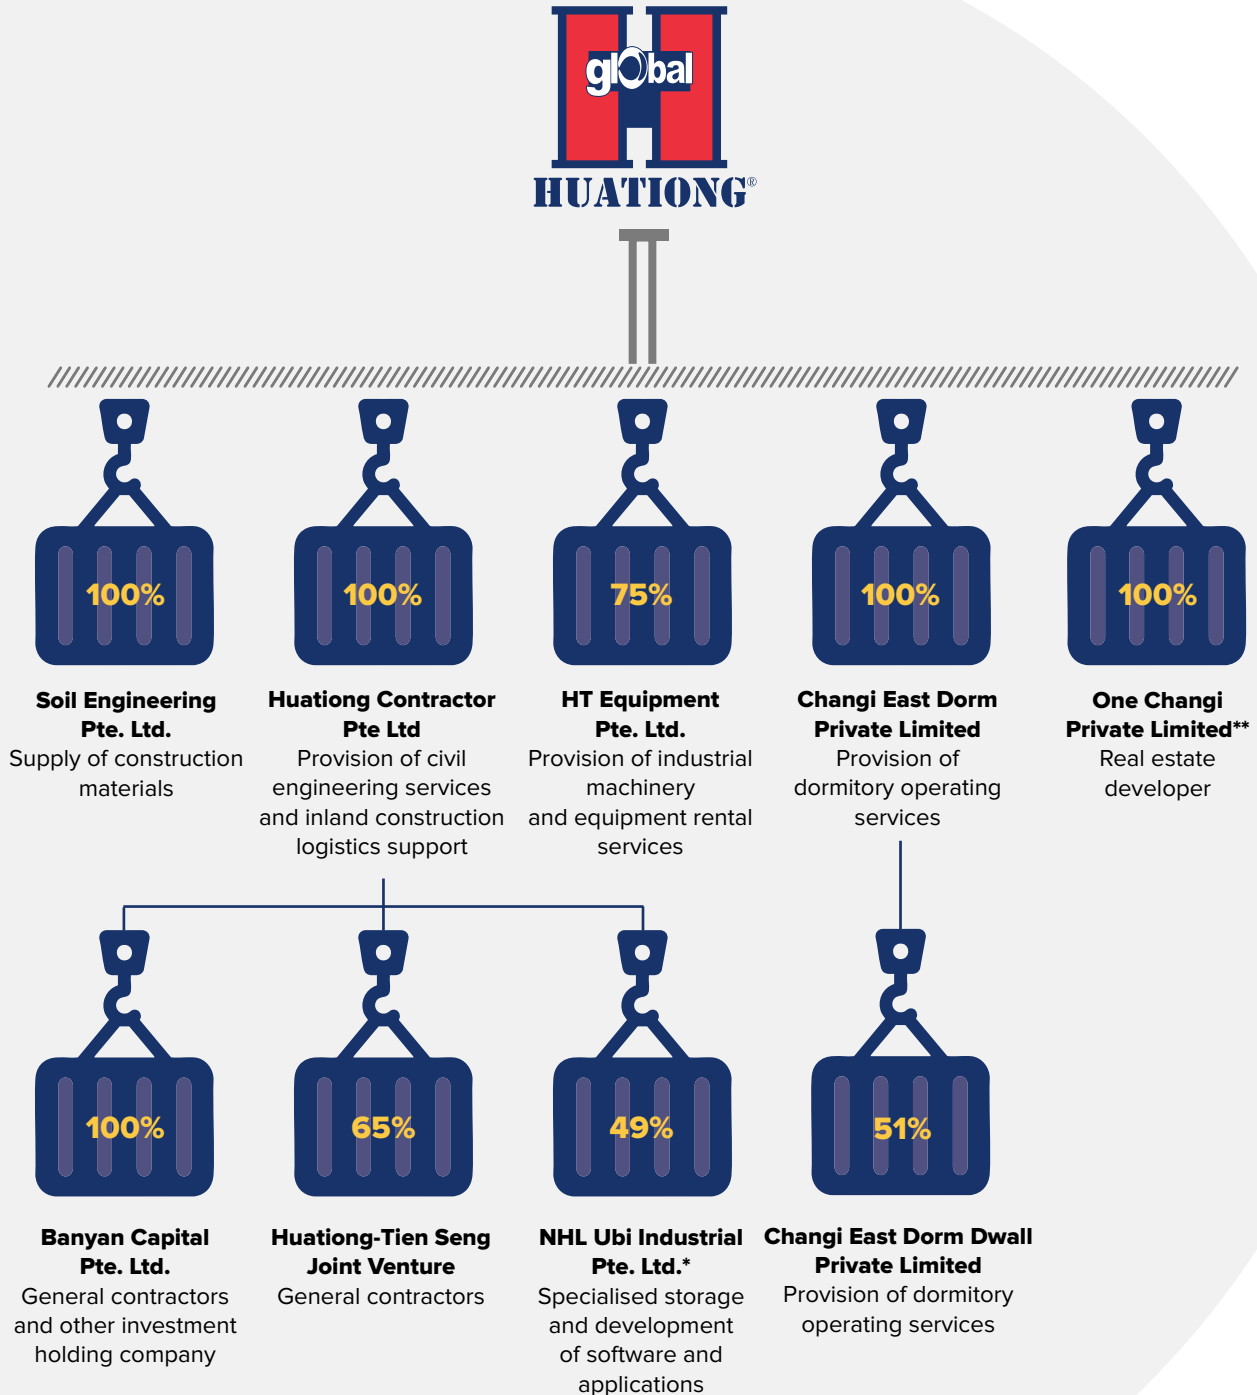 global
HUATIONG®
100%
Soil Engineering
Pte. Ltd.
Supply of construction
materials
100%
Huationg Contractor
Pte Ltd
Provision of civil
engineering services
and inland construction
logistics support
75%
HT Equipment
Pte. Ltd.
Provision of industrial
machinery
and equipment rental
services
100%
Changi East Dorm
Private Limited
Provision of
dormitory operating
services
100%
One Changi
Private Limited**
Real estate
developer
100%
Banyan Capital
Pte. Ltd.
General contractors
and other investment
holding company
65%
Huationg-Tien Seng
Joint Venture
General contractors
49%
NHL Ubi Industrial
Pte. Ltd.*
Specialised storage
and development
of software and
applications
51%
Changi East Dorm Dwall
Private Limited
Provision of dormitory
operating services